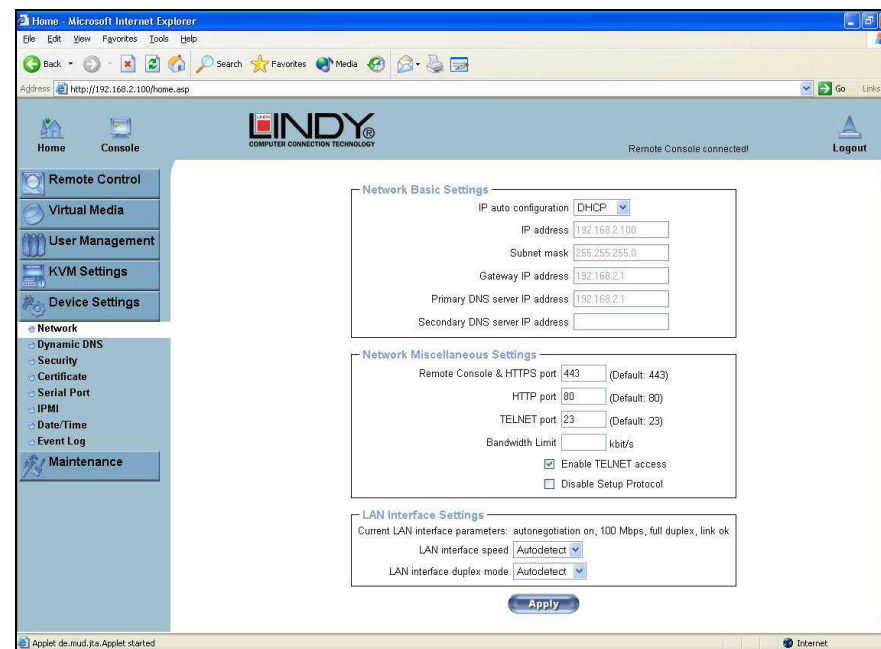 Home - Microsoft Internet Explorer
File Edit View Favorites Tools Help
Back Search Favorites Media
Address http://192.168.2.100/home.asp Go Links
LINDY®
COMPUTER CONNECTION TECHNOLOGY
Home Console Remote Console connected! Logout
Remote Control
Virtual Media
User Management
KVM Settings
Device Settings
Network
Dynamic DNS
Security
Certificate
Serial Port
IPMI
Date/Time
Event Log
Maintenance
Network Basic Settings
IP auto configuration DHCP
IP address 192.168.2.100
Subnet mask 255.255.255.0
Gateway IP address 192.168.2.1
Primary DNS server IP address 192.168.2.1
Secondary DNS server IP address
Network Miscellaneous Settings
Remote Console & HTTPS port 443 (Default: 443)
HTTP port 80 (Default: 80)
TELNET port 23 (Default: 23)
Bandwidth Limit kbit/s
Enable TELNET access
Disable Setup Protocol
LAN Interface Settings
Current LAN interface parameters: autonegotiation on, 100 Mbps, full duplex, link ok
LAN interface speed Autodetect
LAN interface duplex mode Autodetect
Apply
Applet de.mud.jta.Applet started Internet